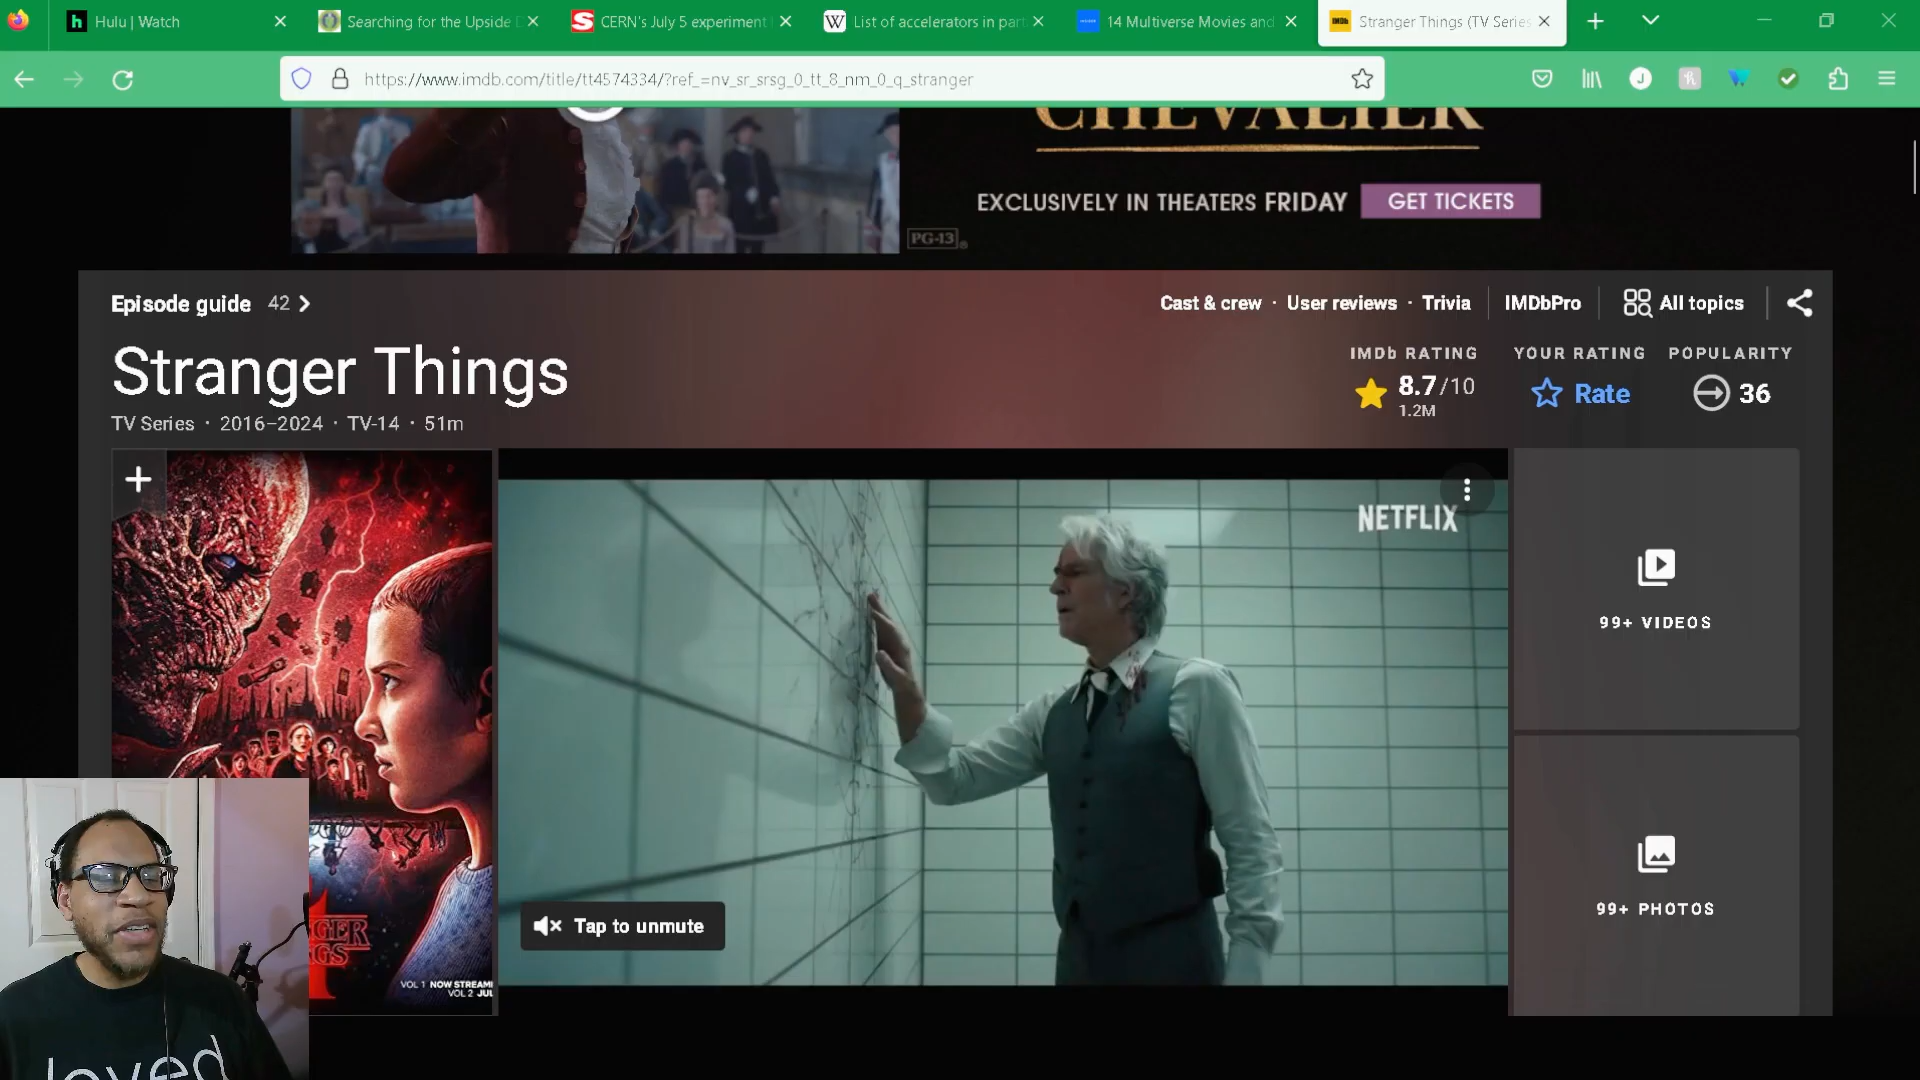 Hulu | Watch
Searching for the Upside D
CERN's July 5 experiment
List of accelerators in part
14 Multiverse Movies and
Stranger Things (TV Series
https://www.imdb.com/title/tt4574334/?ref_=nv_sr_srsg_0_tt_8_nm_0_q_stranger
CHEVALIER
EXCLUSIVELY IN THEATERS FRIDAY GET TICKETS
PG-13
Episode guide 42
Cast & crew · User reviews · Trivia IMDbPro All topics
Stranger Things
TV Series · 2016–2024 · TV-14 · 51m
IMDb RATING YOUR RATING POPULARITY
8.7/10 Rate 36
1.2M
NETFLIX
99+ VIDEOS
Tap to unmute
99+ PHOTOS
VOL 1 NOW STREAMI
VOL 2 JUL
loved